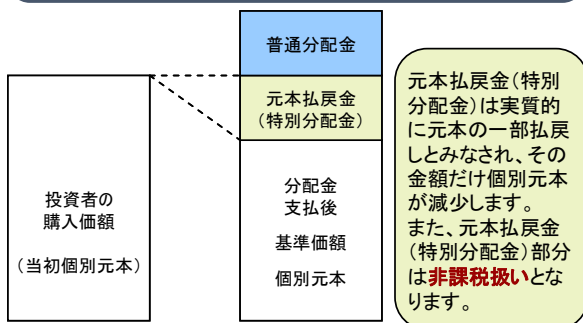 普通分配金
元本払戻金
(特別分配金)
投資者の
購入価額
(当初個別元本)
分配金
支払後
基準価額
個別元本
元本払戻金(特別
分配金)は実質的
に元本の一部払戻
しとみなされ、その
金額だけ個別元本
が減少します。
また、元本払戻金
(特別分配金)部分
は非課税扱いとな
ります。